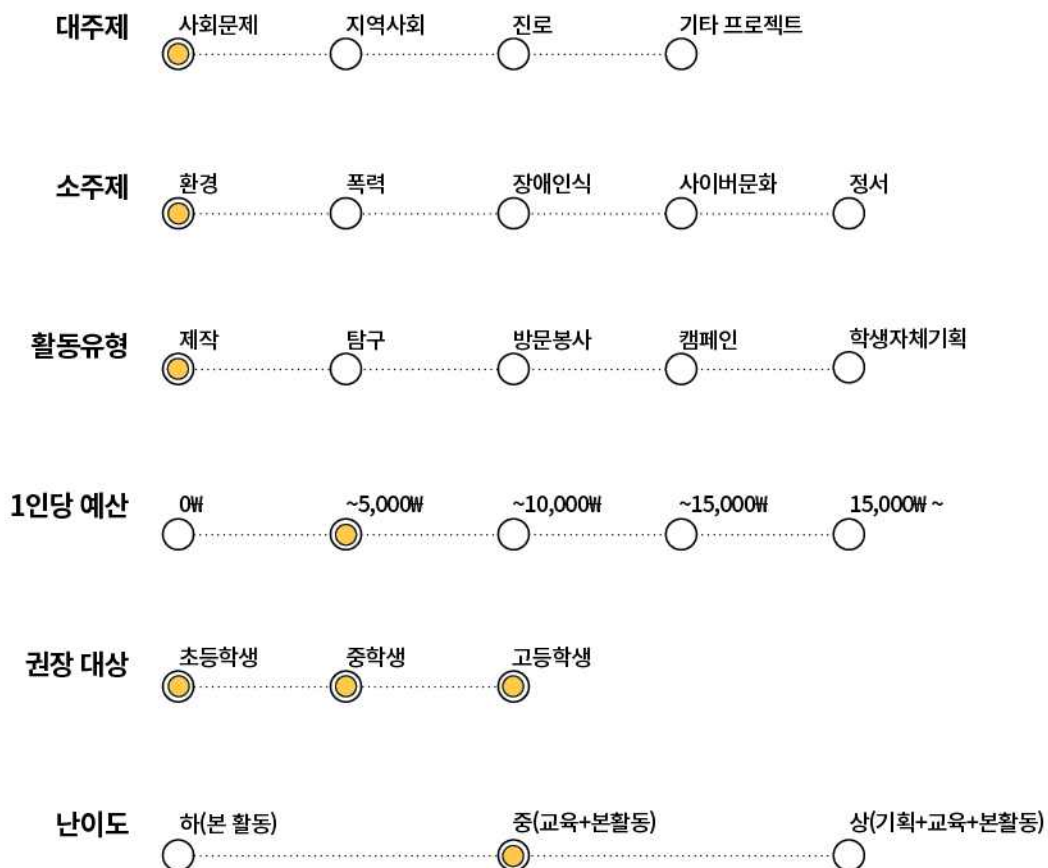 대주제 사회문제 지역사회 진로 기타 프로젝트
소주제 환경 폭력 장애인식 사이버문화 정서
활동유형 제작 탐구 방문봉사 캠페인 학생자체기획
1인당 예산 0₩ ~5,000₩ ~10,000₩ ~15,000₩ 15,000₩ ~
권장 대상 초등학생 중학생 고등학생
난이도 하(본 활동) 중(교육+본활동) 상(기획+교육+본활동)